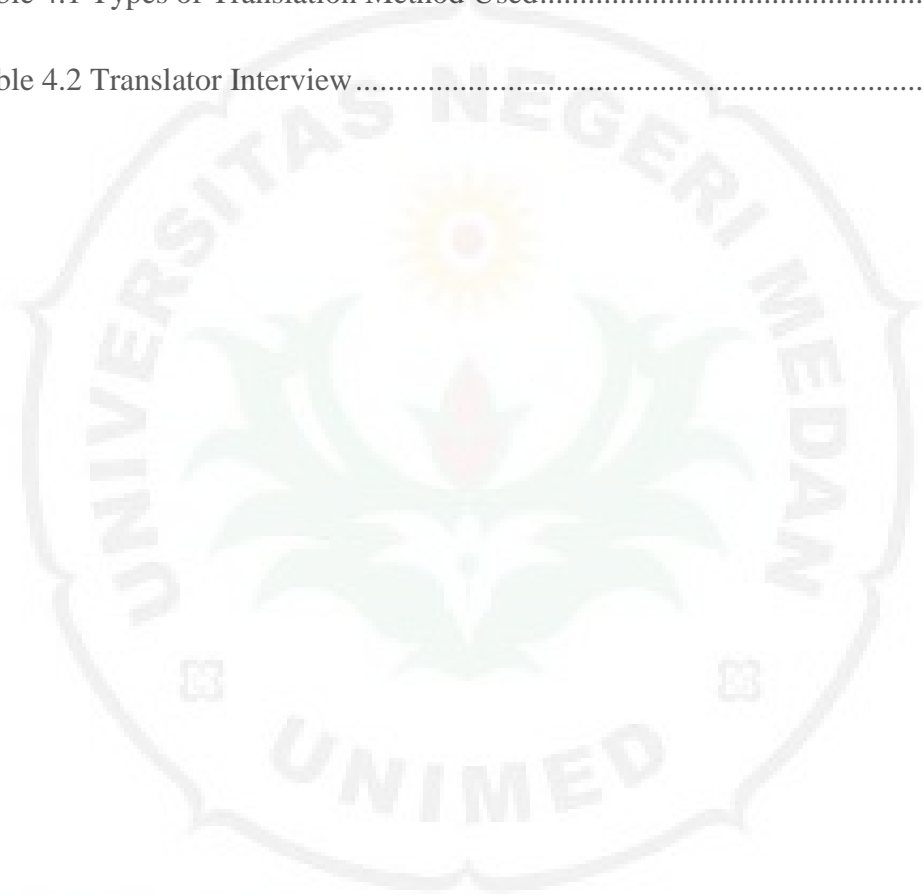 ble 4.1 Types of Translation Method Used................................................
ble 4.2 Translator Interview.......................................................................
UNIVERSITAS NEGERI MEDAN
UNIMED